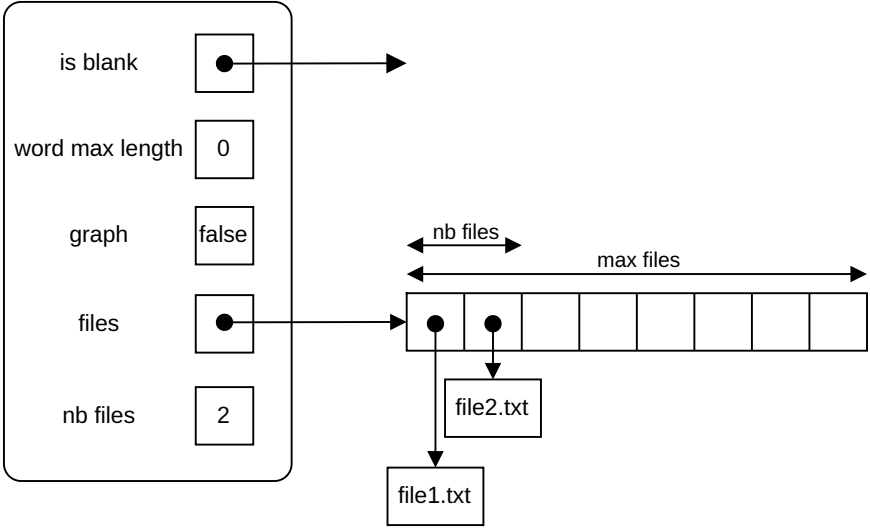 is blank
word max length 0
graph false
files
nb files 2
nb files
max files
file2.txt
file1.txt